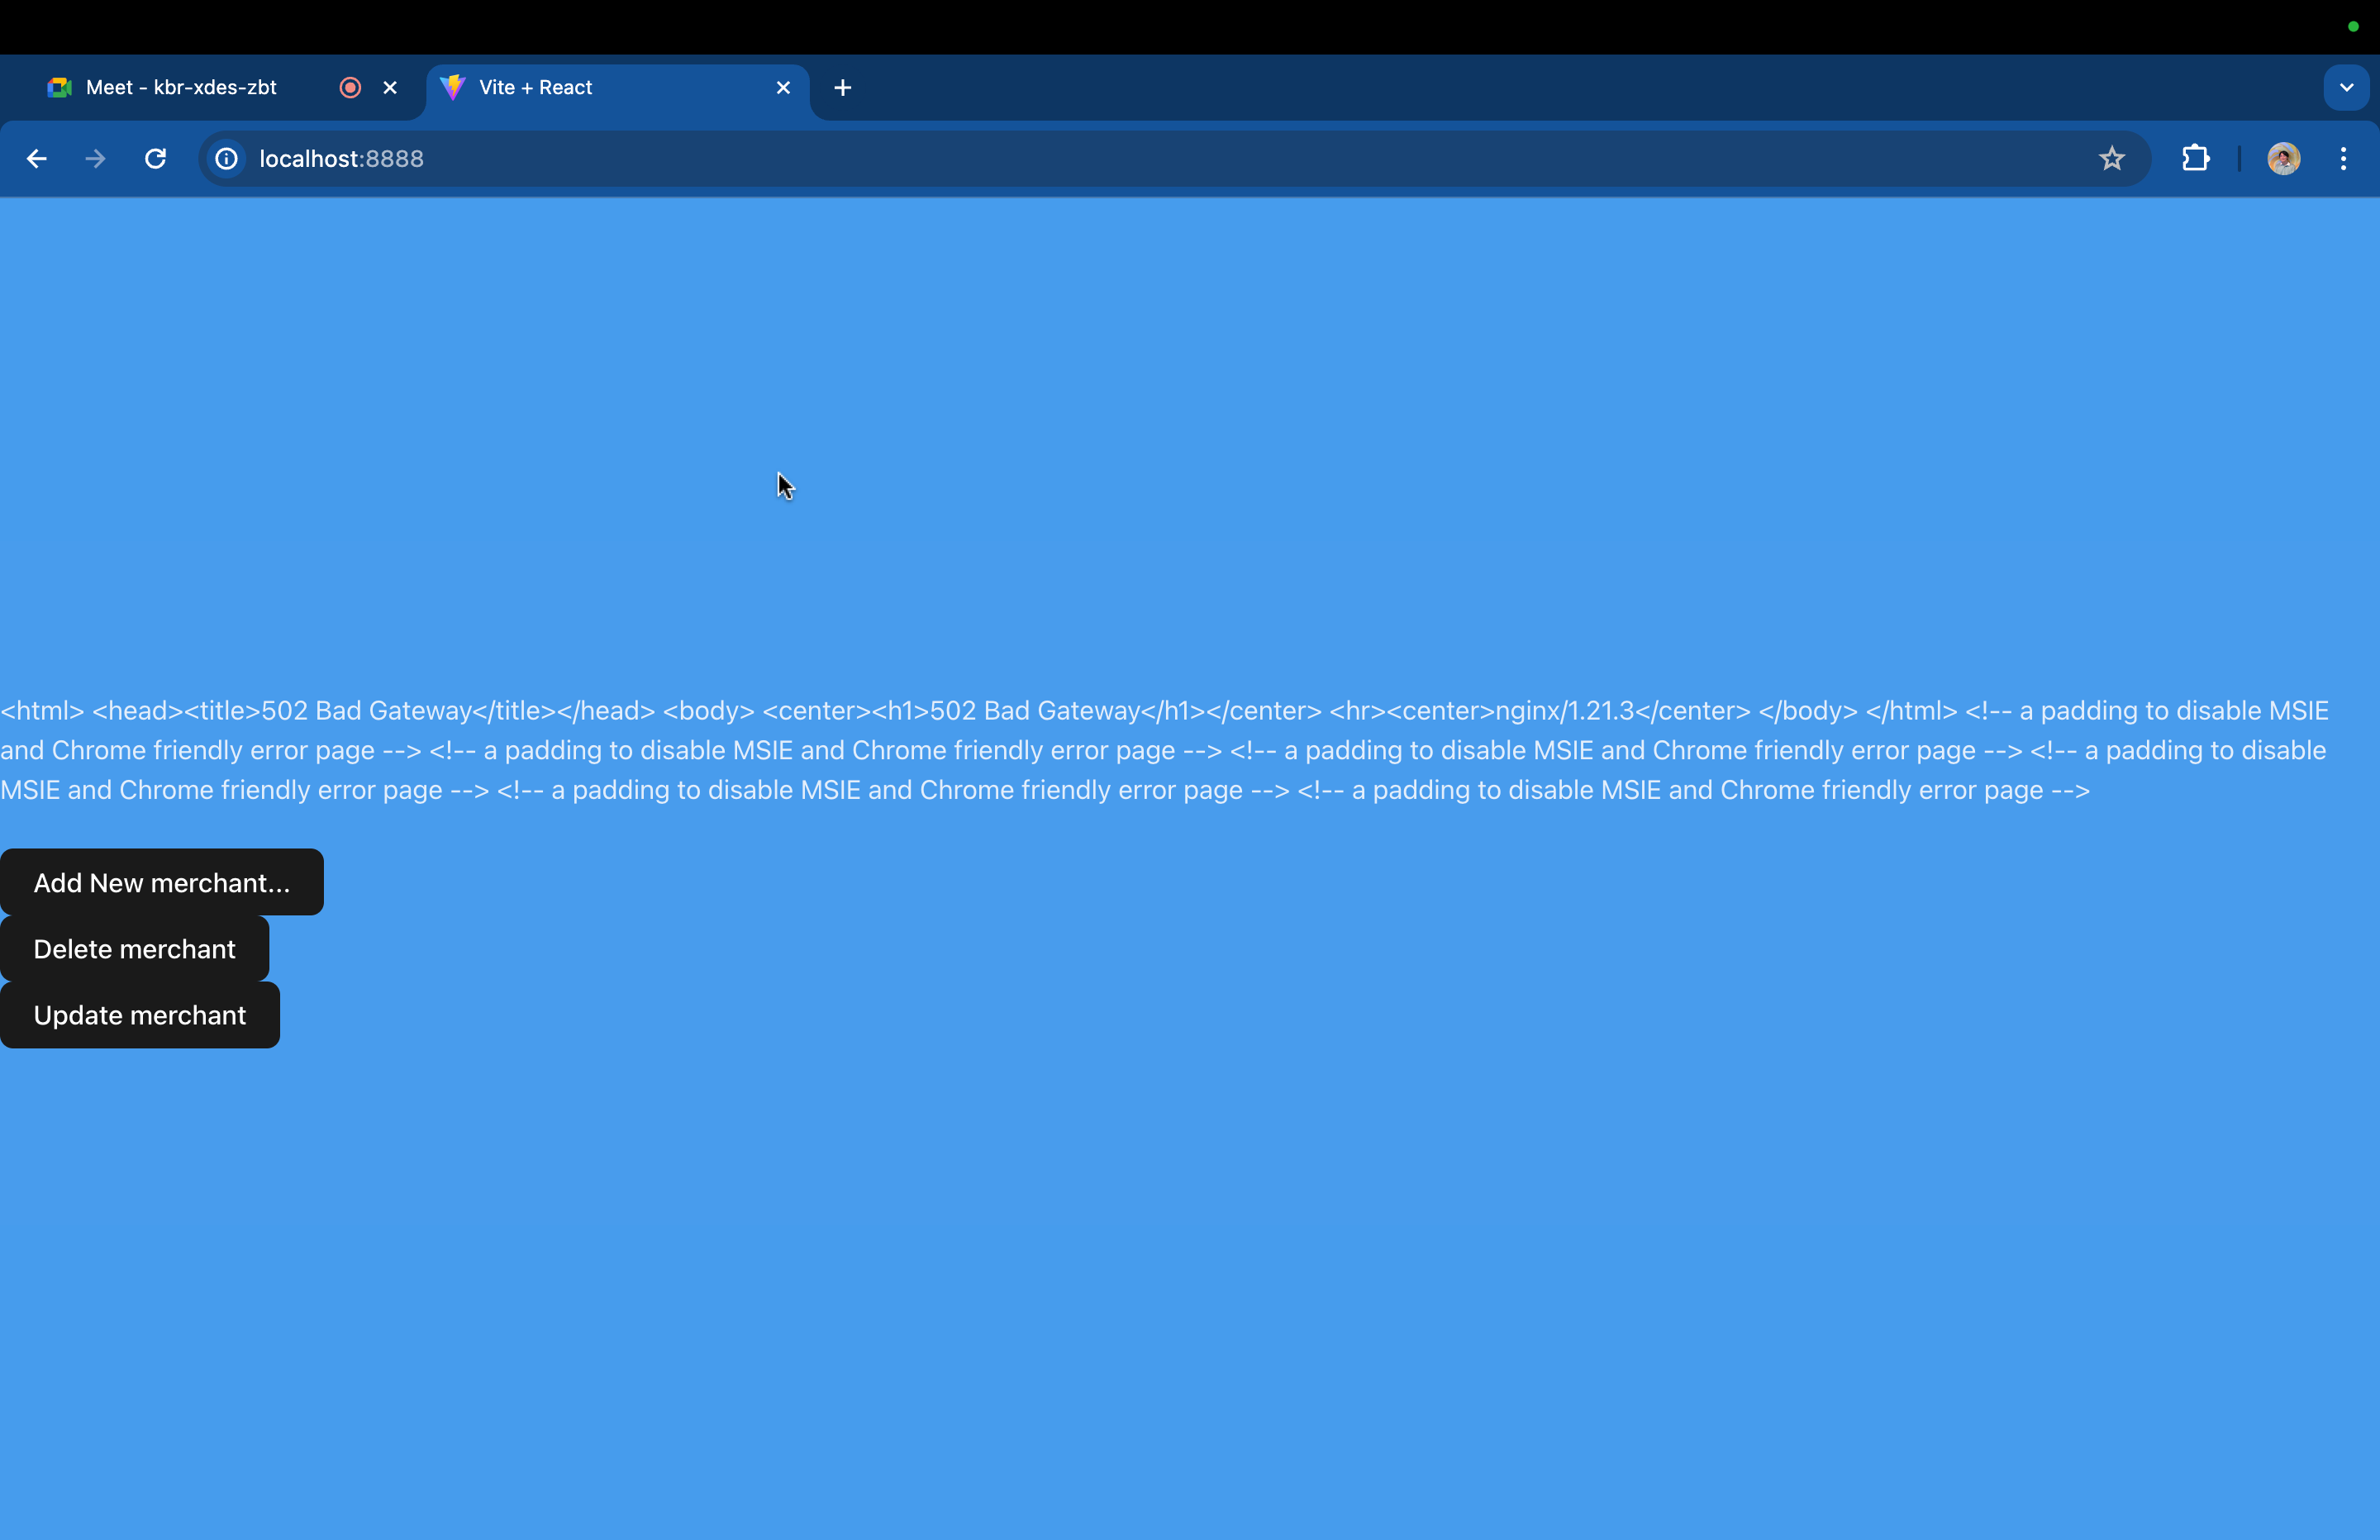 Meet - kbr-xdes-zbt
Vite + React
localhost:8888
<html> <head><title>502 Bad Gateway</title></head> <body> <center><h1>502 Bad Gateway</h1></center> <hr><center>nginx/1.21.3</center> </body> </html> <!-- a padding to disable MSIE
and Chrome friendly error page --> <!-- a padding to disable MSIE and Chrome friendly error page --> <!-- a padding to disable MSIE and Chrome friendly error page --> <!-- a padding to disable
MSIE and Chrome friendly error page --> <!-- a padding to disable MSIE and Chrome friendly error page --> <!-- a padding to disable MSIE and Chrome friendly error page -->
Add New merchant...
Delete merchant
Update merchant